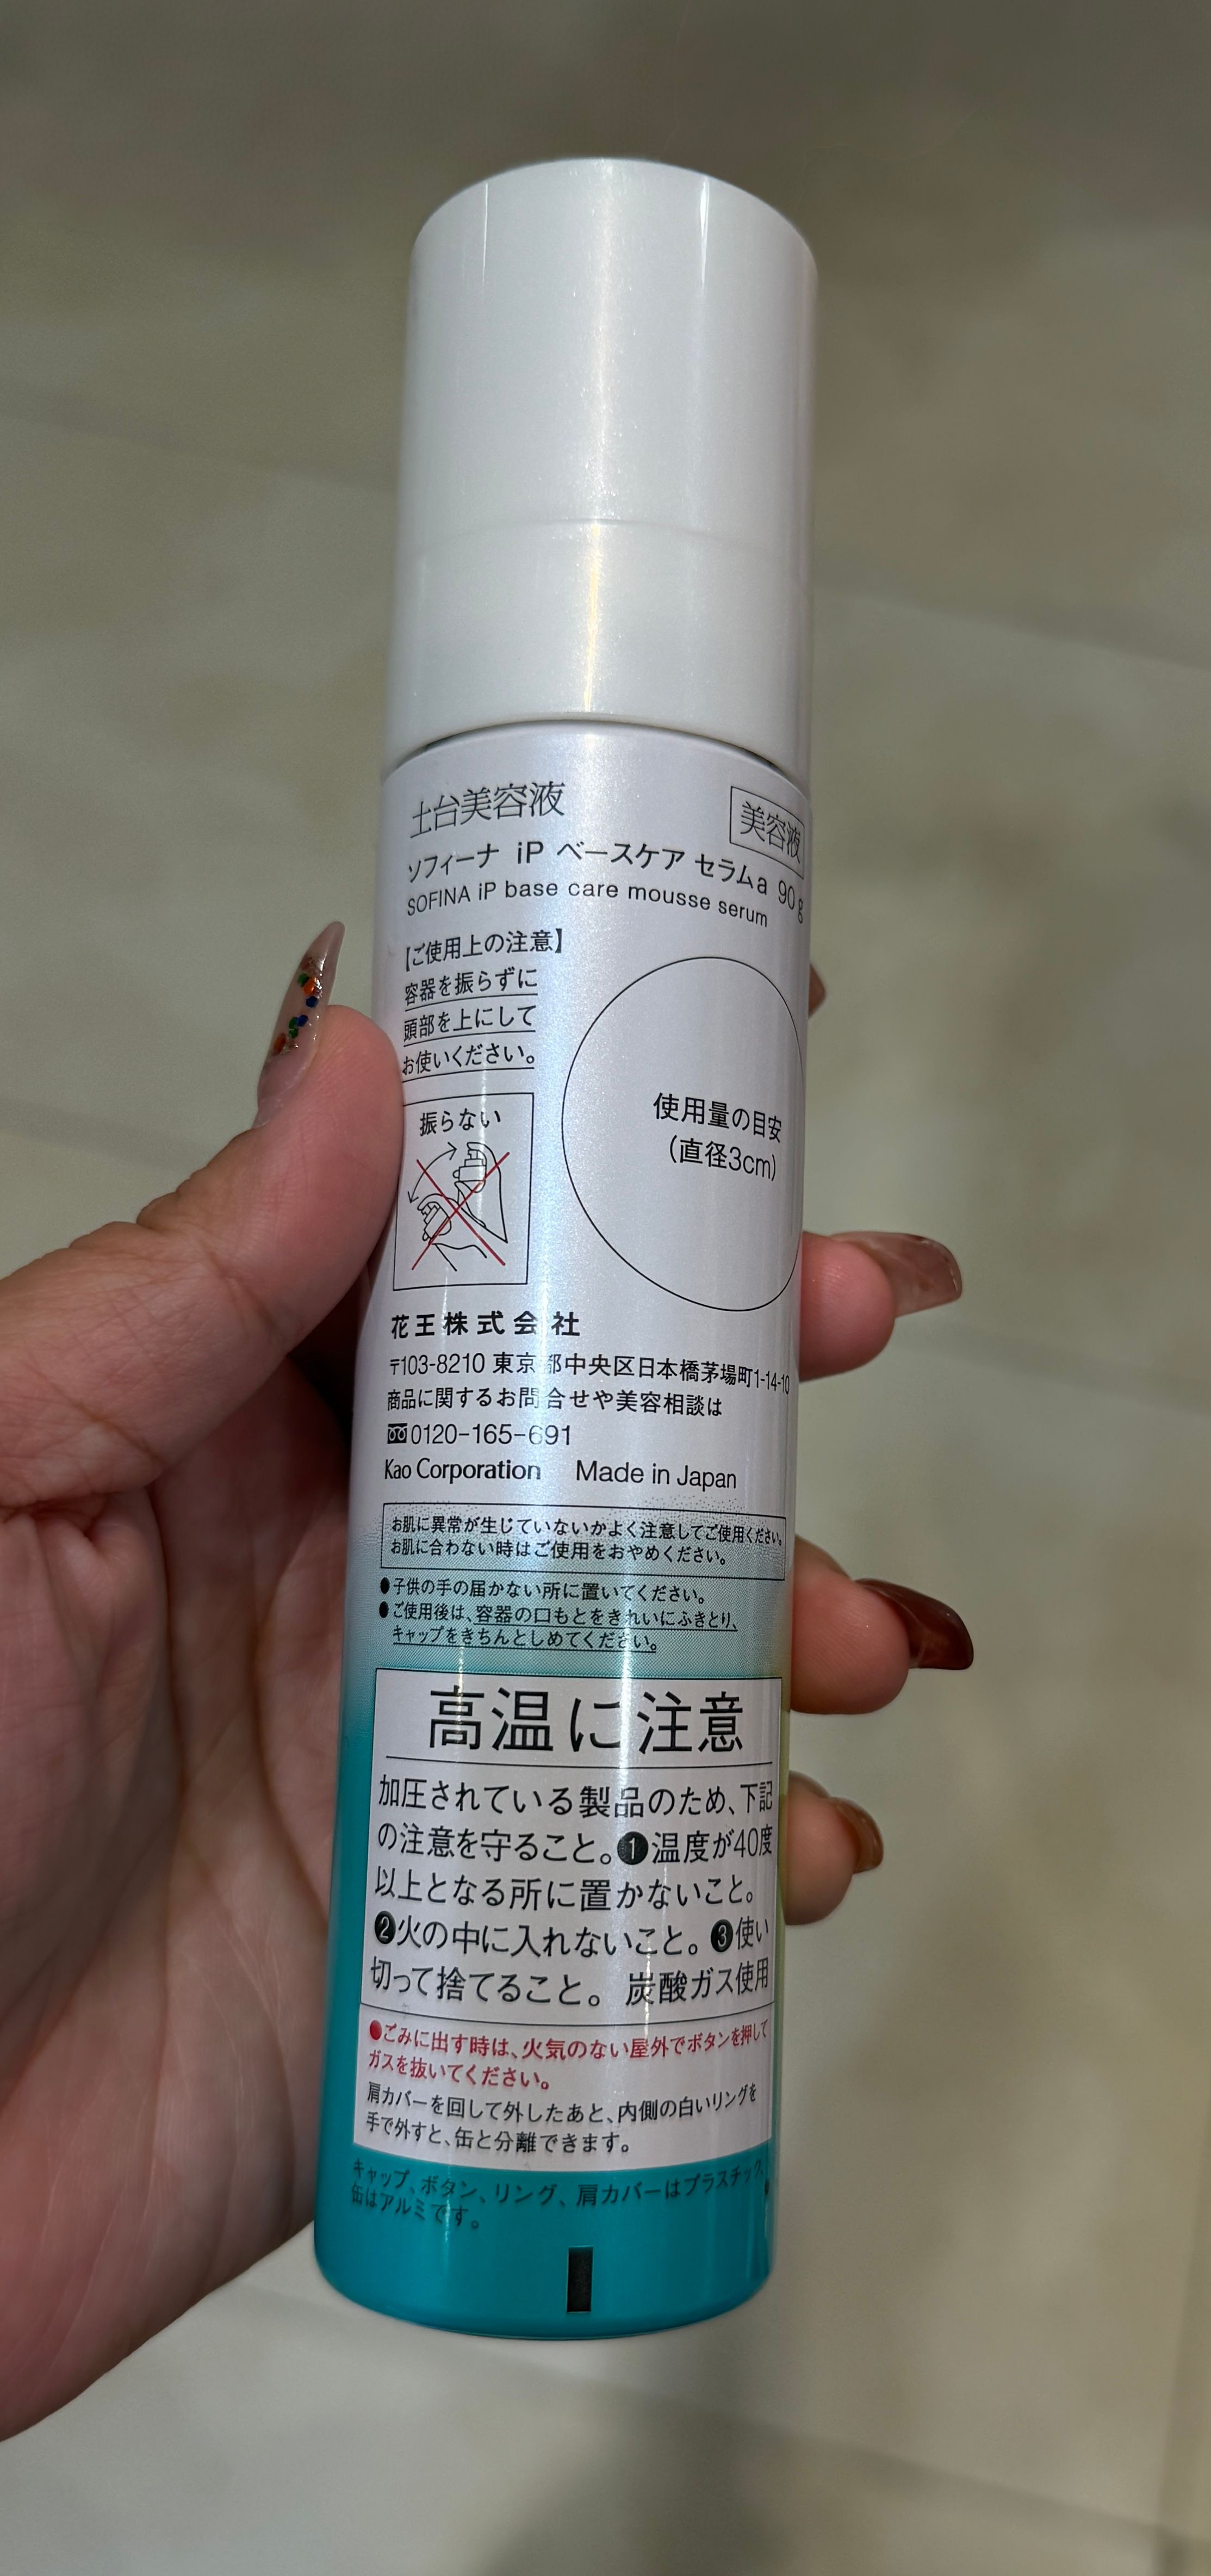 土台美容液
美容液
ソフィーナ iP ベースケア セラムa 90g
SOFINA iP base care mousse serum
【ご使用上の注意】
容器を振らずに
頭部を上にして
お使いください。
振らない
使用量の目安
(直径3cm)
花王株式会社
〒103-8210 東京都中央区日本橋茅場町1-14-10
商品に関するお問合せや美容相談は
0120-165-691
Kao Corporation Made in Japan
お肌に異常が生じていないかよく注意してご使用ください。
お肌に合わない時はご使用をおやめください。
●子供の手の届かない所に置いてください。
●ご使用後は、容器の口もとをきれいにふきとり、
キャップをきちんとしめてください。
高温に注意
加圧されている製品のため、下記
の注意を守ること。❶温度が40度
以上となる所に置かないこと。
❷火の中に入れないこと。❸使い
切って捨てること。 炭酸ガス使用
●ごみに出す時は、火気のない屋外でボタンを押して
ガスを抜いてください。
肩カバーを回して外したあと、内側の白いリングを
手で外すと、缶と分離できます。
キャップ、ボタン、リング、肩カバーはプラスチック、
缶はアルミです。